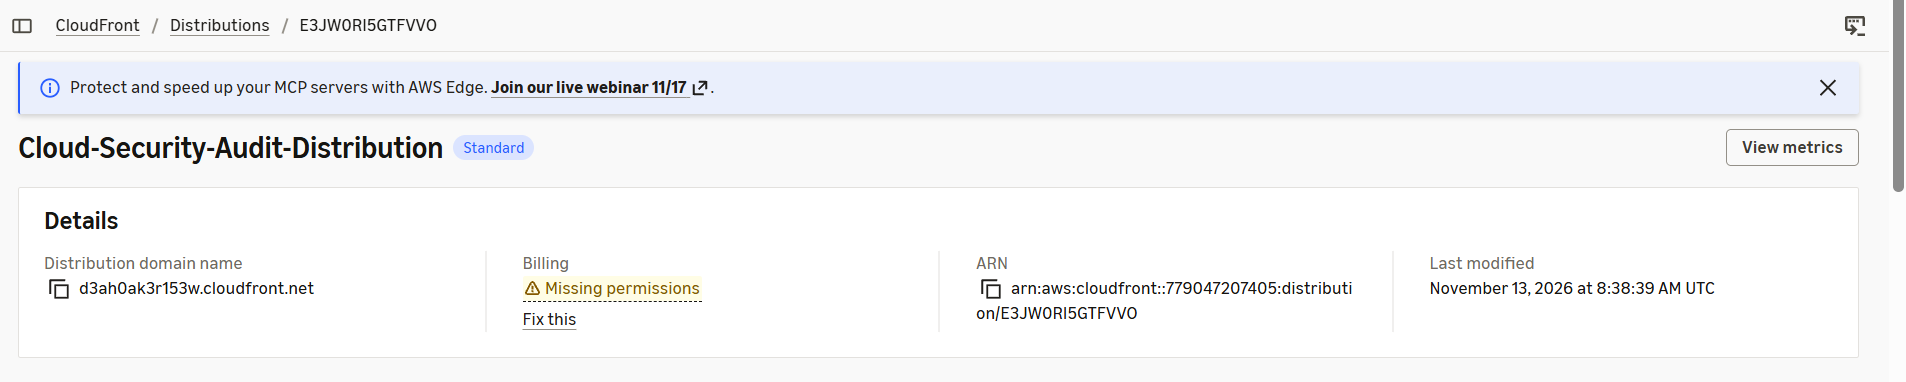 CloudFront / Distributions / E3JW0RI5GTFVVO
Protect and speed up your MCP servers with AWS Edge. Join our live webinar 11/17 .
Cloud-Security-Audit-Distribution Standard View metrics
Details
Distribution domain name
d3ah0ak3r153w.cloudfront.net
Billing
Missing permissions
Fix this
ARN
arn:aws:cloudfront::779047207405:distributi
on/E3JW0RI5GTFVVO
Last modified
November 13, 2026 at 8:38:39 AM UTC